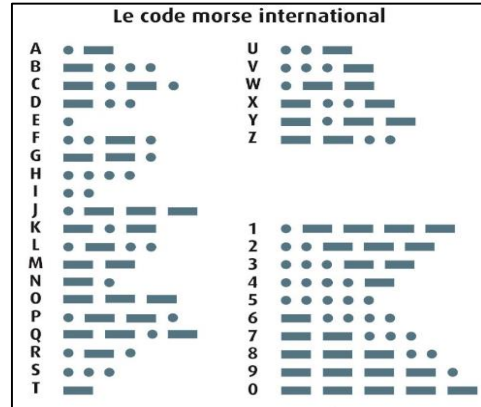 Le code morse international
A
B
C
D
E
F
G
H
I
J
K
L
M
N
O
P
Q
R
S
T
U
V
W
X
Y
Z
1
2
3
4
5
6
7
8
9
0